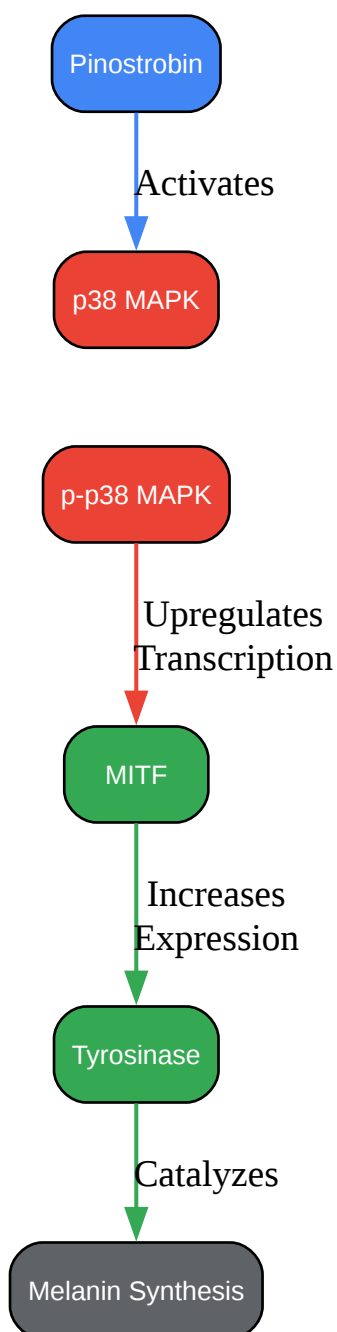 Pinostrobin
Activates
p38 MAPK
p-p38 MAPK
Upregulates
Transcription
MITF
Increases
Expression
Tyrosinase
Catalyzes
Melanin Synthesis